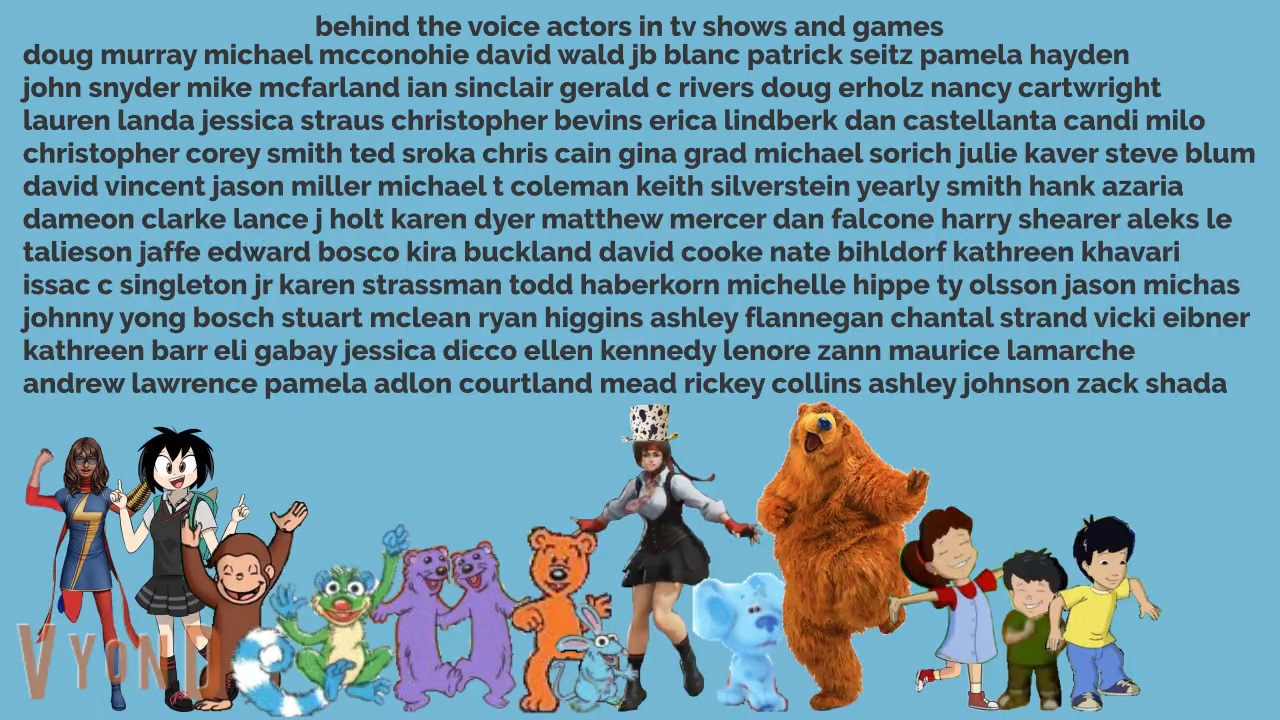 behind the voice actors in tv shows and games
doug murray michael mcconohie david wald jb blanc patrick seitz pamela hayden
john snyder mike mcfarland ian sinclair gerald c rivers doug erholz nancy cartwright
lauren landa jessica straus christopher bevins erica lindberk dan castellanta candi milo
christopher corey smith ted sroka chris cain gina grad michael sorich julie kaver steve blum
david vincent jason miller michael t coleman keith silverstein yearly smith hank azaria
dameon clarke lance j holt karen dyer matthew mercer dan falcone harry shearer aleks le
talieson jaffe edward bosco kira buckland david cooke nate bihldorf kathreen khavari
issac c singleton jr karen strassman todd haberkorn michelle hippe ty olsson jason michas
johnny yong bosch stuart mclean ryan higgins ashley flannegan chantal strand vicki eibner
kathreen barr eli gabay jessica dicco ellen kennedy lenore zann maurice lamarche
andrew lawrence pamela adlon courtland mead rickey collins ashley johnson zack shada
VYOND